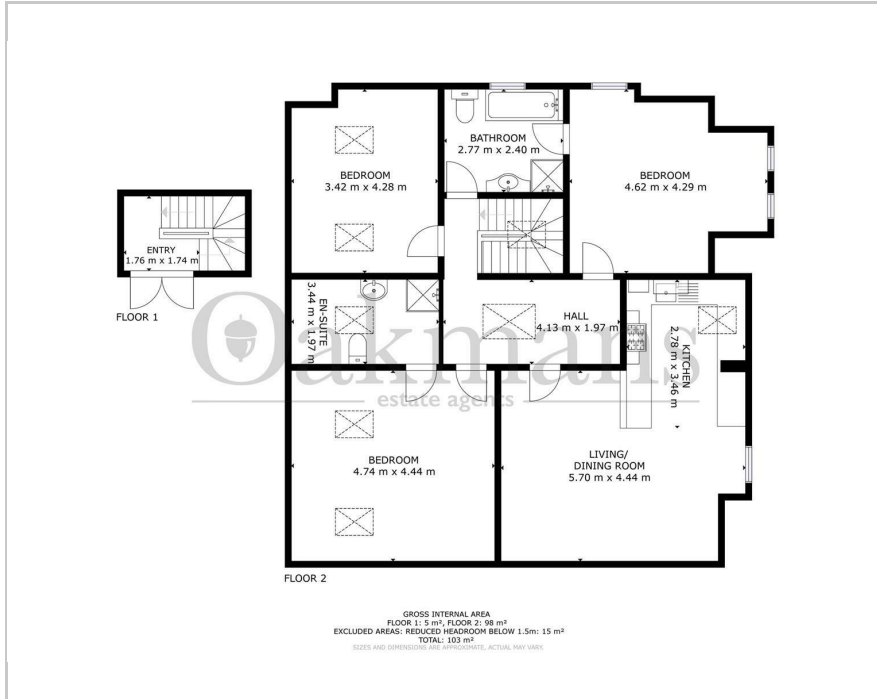 BATHROOM
2.77 m x 2.40 m
BEDROOM
3.42 m x 4.28 m
BEDROOM
4.62 m x 4.29 m
ENTRY
1.76 m x 1.74 m
FLOOR 1
EN-SUITE
3.44 m x 1.97 m
HALL
4.13 m x 1.97 m
KITCHEN
2.78 m x 3.46 m
Oakmans
estate agents
BEDROOM
4.74 m x 4.44 m
LIVING/
DINING ROOM
5.70 m x 4.44 m
FLOOR 2
GROSS INTERNAL AREA
FLOOR 1: 5 m², FLOOR 2: 98 m²
EXCLUDED AREAS: REDUCED HEADROOM BELOW 1.5m: 15 m²
TOTAL: 103 m²
SIZES AND DIMENSIONS ARE APPROXIMATE, ACTUAL MAY VARY.